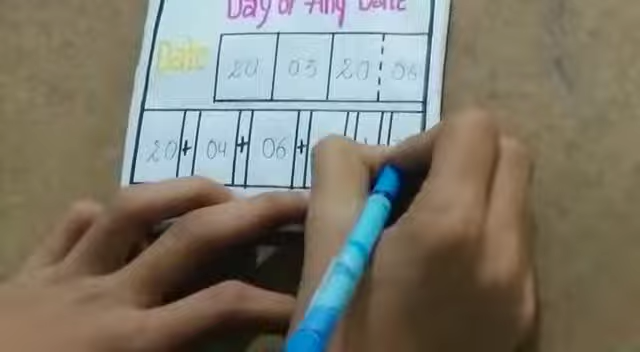 Day of Any Date
Date 20 03 20 06
20 + 04 + 06 +